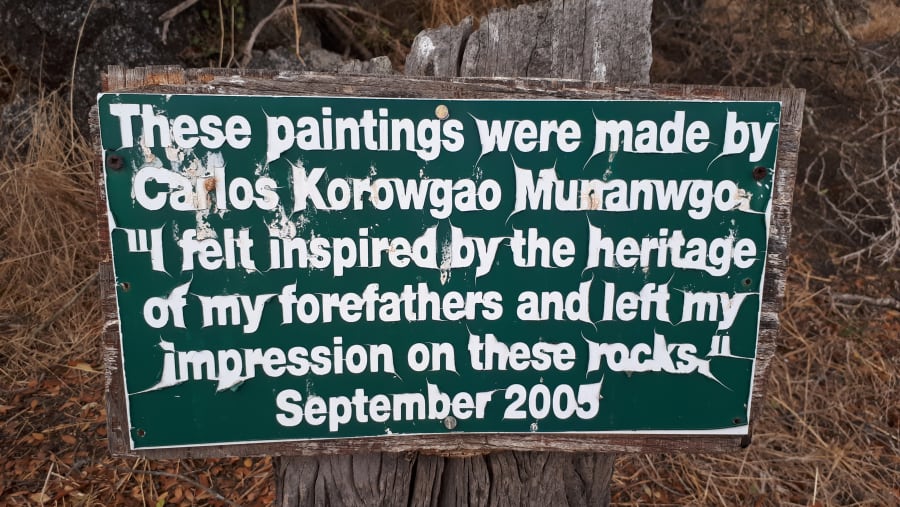 These paintings were made by
Carlos Korowgao Munanwgo
"I felt inspired by the heritage
of my forefathers and left my
impression on these rocks."
September 2005